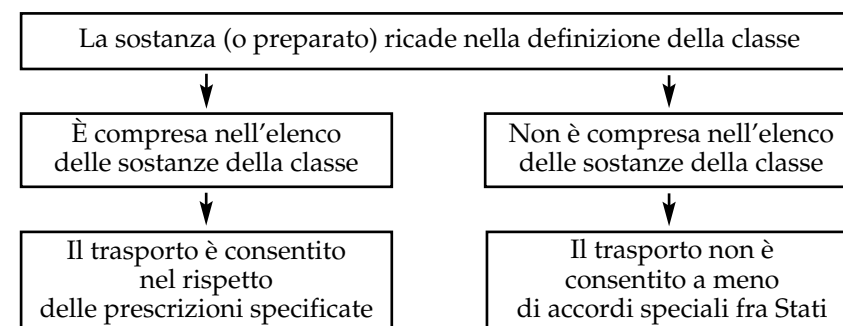 La sostanza (o preparato) ricade nella definizione della classe
È compresa nell'elenco
delle sostanze della classe
Non è compresa nell'elenco
delle sostanze della classe
Il trasporto è consentito
nel rispetto
delle prescrizioni specificate
Il trasporto non è
consentito a meno
di accordi speciali fra Stati